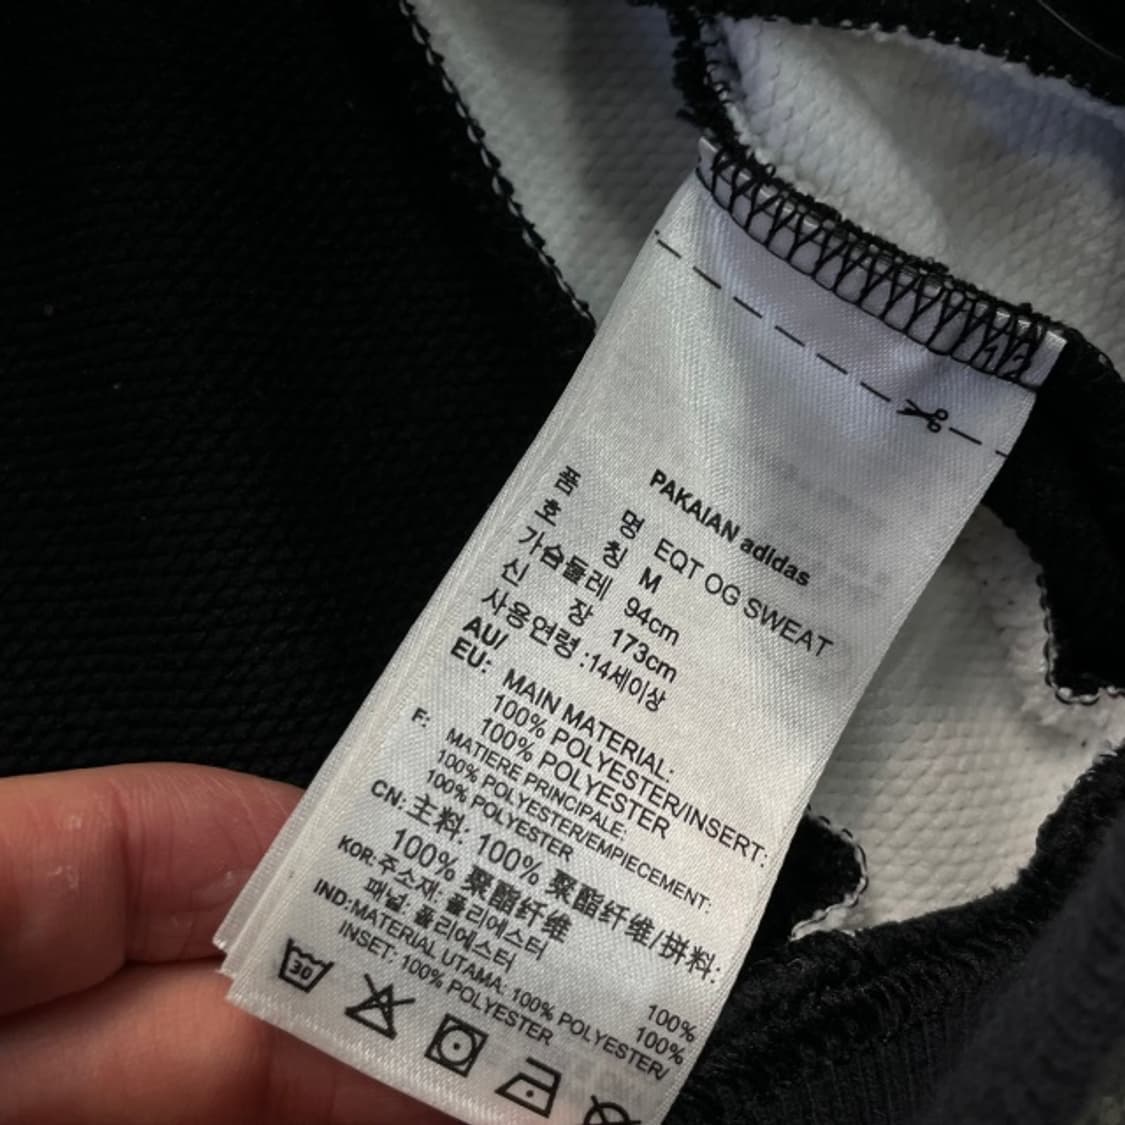 12
PAKAIAN adidas
품 명 EQT OG SWEAT
호 칭 M
가슴둘레 94cm
신 장 173cm
사용연령 :14세이상
AU/
EU: MAIN MATERIAL:
100% POLYESTER/INSERT:
100% POLYESTER
F: MATIERE PRINCIPALE:
100% POLYESTER/EMPIECEMENT:
100% POLYESTER
CN: 主料: 100% 聚酯纤维/拼料:
100% 聚酯纤维
KOR: 주소재: 폴리에스터 100%
패널: 폴리에스터 100%
IND:MATERIAL UTAMA: 100% POLYESTER/
INSET: 100% POLYESTER
30